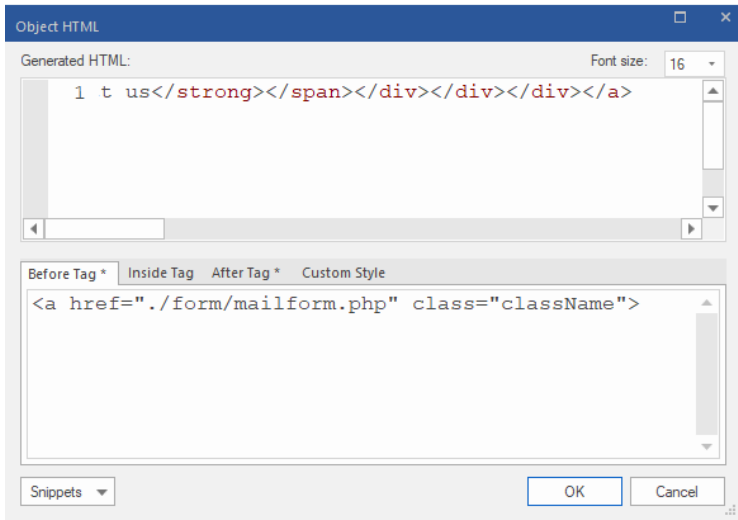 Object HTML
Generated HTML:
Font size: 16
1 t us</strong></span></div></div></div></a>
Before Tag * Inside Tag After Tag * Custom Style
<a href="./form/mailform.php" class="className">
Snippets OK Cancel